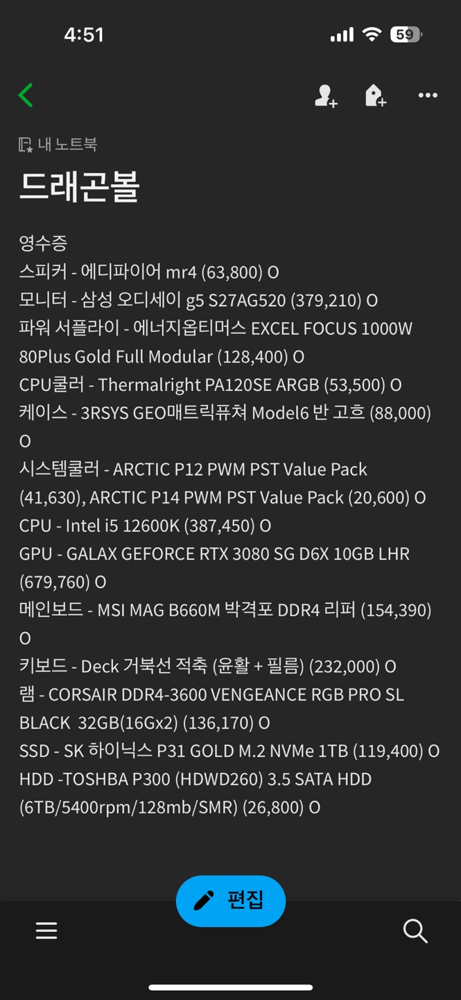 4:51
59
내 노트북
드래곤볼
영수증
스피커 - 에디파이어 mr4 (63,800) O
모니터 - 삼성 오디세이 g5 S27AG520 (379,210) O
파워 서플라이 - 에너지옵티머스 EXCEL FOCUS 1000W
80Plus Gold Full Modular (128,400) O
CPU쿨러 - Thermalright PA120SE ARGB (53,500) O
케이스 - 3RSYS GEO매트릭퓨쳐 Model6 반 고흐 (88,000)
O
시스템쿨러 - ARCTIC P12 PWM PST Value Pack
(41,630), ARCTIC P14 PWM PST Value Pack (20,600) O
CPU - Intel i5 12600K (387,450) O
GPU - GALAX GEFORCE RTX 3080 SG D6X 10GB LHR
(679,760) O
메인보드 - MSI MAG B660M 박격포 DDR4 리퍼 (154,390)
O
키보드 - Deck 거북선 적축 (윤활 + 필름) (232,000) O
램 - CORSAIR DDR4-3600 VENGEANCE RGB PRO SL
BLACK  32GB(16Gx2) (136,170) O
SSD - SK 하이닉스 P31 GOLD M.2 NVMe 1TB (119,400) O
HDD -TOSHBA P300 (HDWD260) 3.5 SATA HDD
(6TB/5400rpm/128mb/SMR) (26,800) O
편집